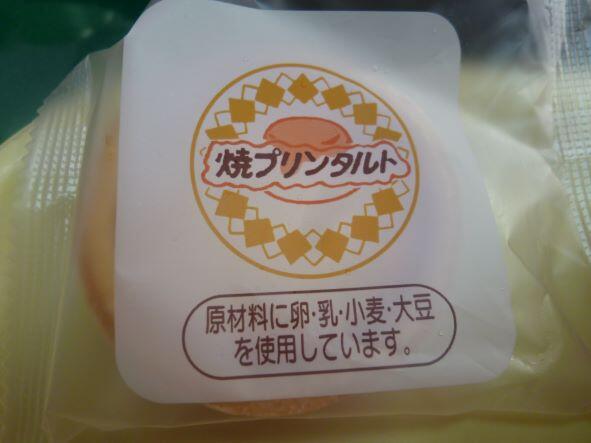 焼プリンタルト
原材料に卵・乳・小麦・大豆
を使用しています。